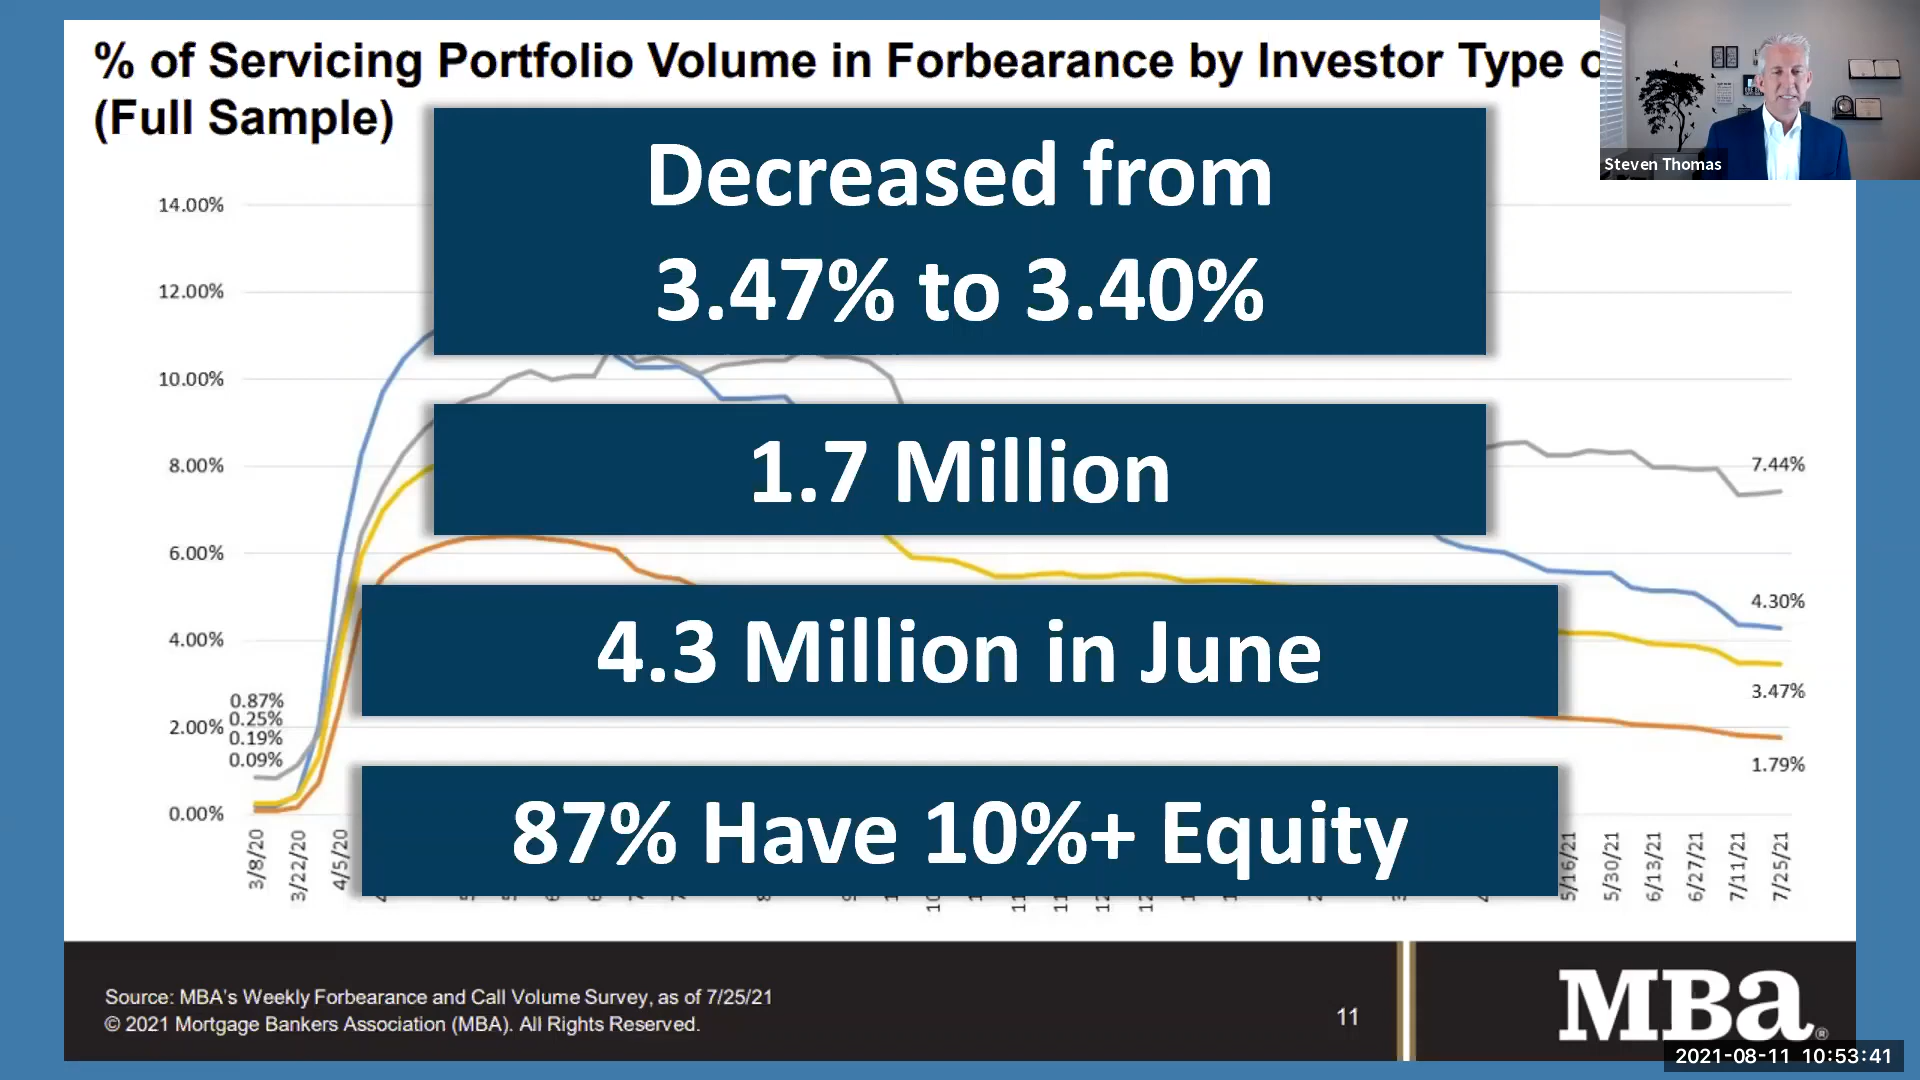 % of Servicing Portfolio Volume in Forbearance by Investor Type
(Full Sample)
Steven Thomas
Decreased from
3.47% to 3.40%
1.7 Million
4.3 Million in June
87% Have 10%+ Equity
14.00%
12.00%
10.00%
8.00%
6.00%
4.00%
2.00%
0.00%
0.87%
0.25%
0.19%
0.09%
7.44%
4.30%
3.47%
1.79%
3/8/20
3/22/20
4/5/20
5/16/21
5/30/21
6/13/21
6/27/21
7/11/21
7/25/21
Source: MBA's Weekly Forbearance and Call Volume Survey, as of 7/25/21
© 2021 Mortgage Bankers Association (MBA). All Rights Reserved.
11
MBA®
2021-08-11 10:53:41